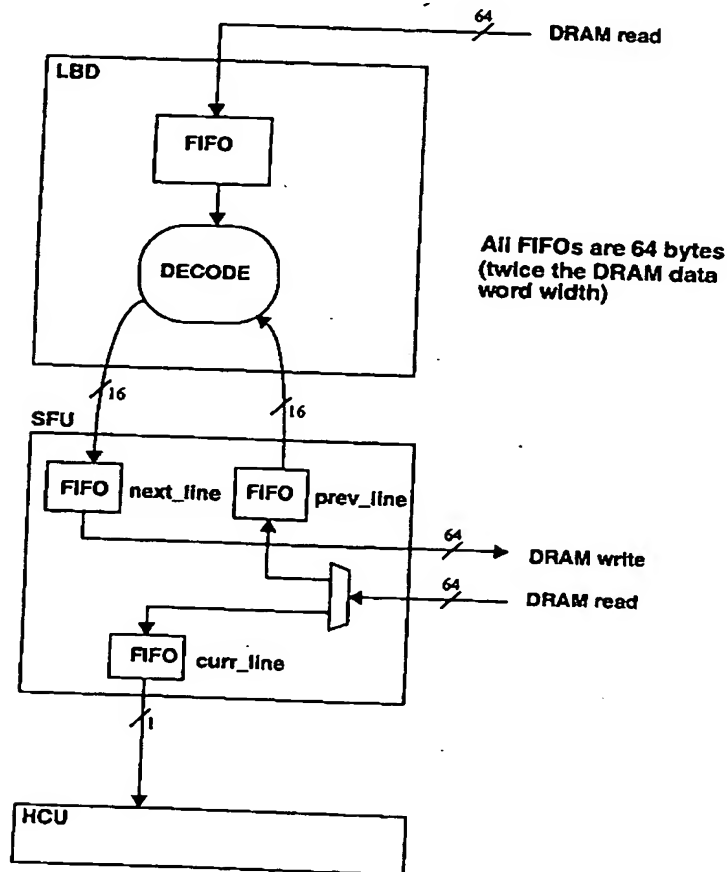 64
DRAM read
LBD
FIFO
DECODE
All FIFOs are 64 bytes
(twice the DRAM data
word width)
16
16
SFU
FIFO
next_line
FIFO
prev_line
64
DRAM write
64
DRAM read
FIFO
curr_line
1
HCU